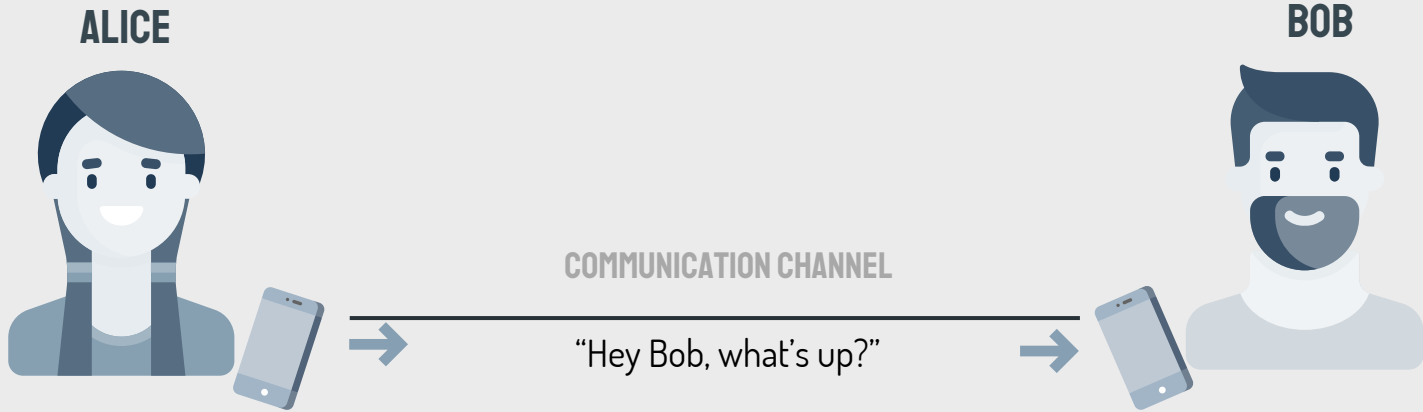 ALICE
BOB
COMMUNICATION CHANNEL
“Hey Bob, what’s up?”